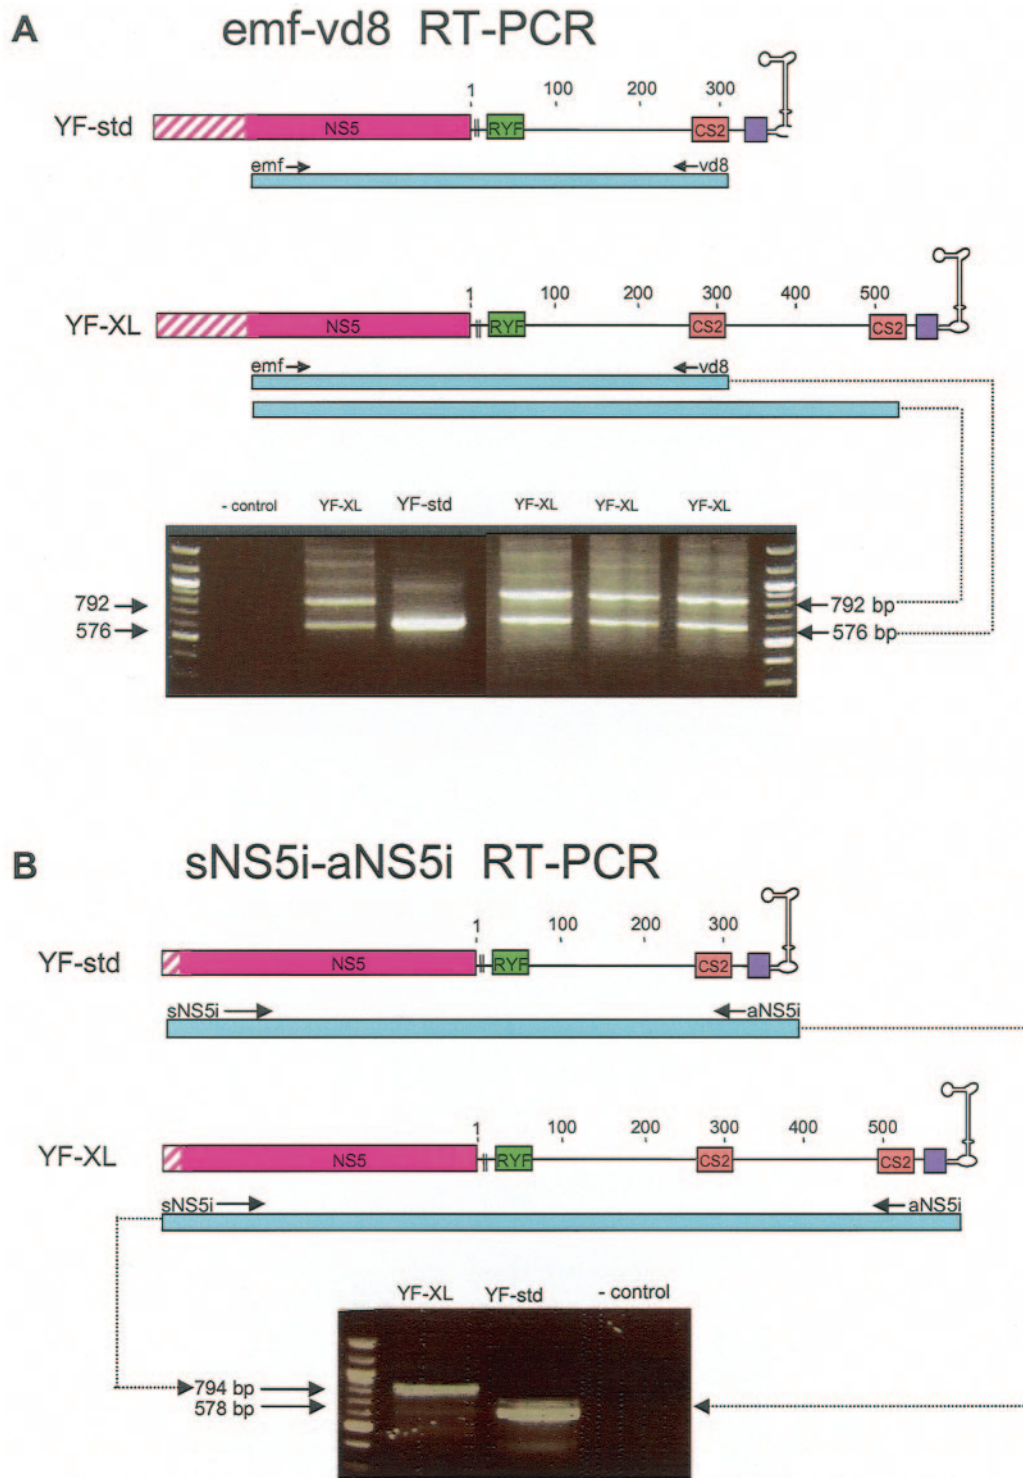 A emf-vd8 RT-PCR
1 100 200 300
YF-std NS5 RYF CS2
emf vd8
1 100 200 300 400 500
YF-XL NS5 RYF CS2 CS2
emf vd8
- control YF-XL YF-std YF-XL YF-XL YF-XL
792 792 bp
576 576 bp
B sNS5i-aNS5i RT-PCR
1 100 200 300
YF-std NS5 RYF CS2
sNS5i aNS5i
1 100 200 300 400 500
YF-XL NS5 RYF CS2 CS2
sNS5i aNS5i
YF-XL YF-std - control
794 bp
578 bp